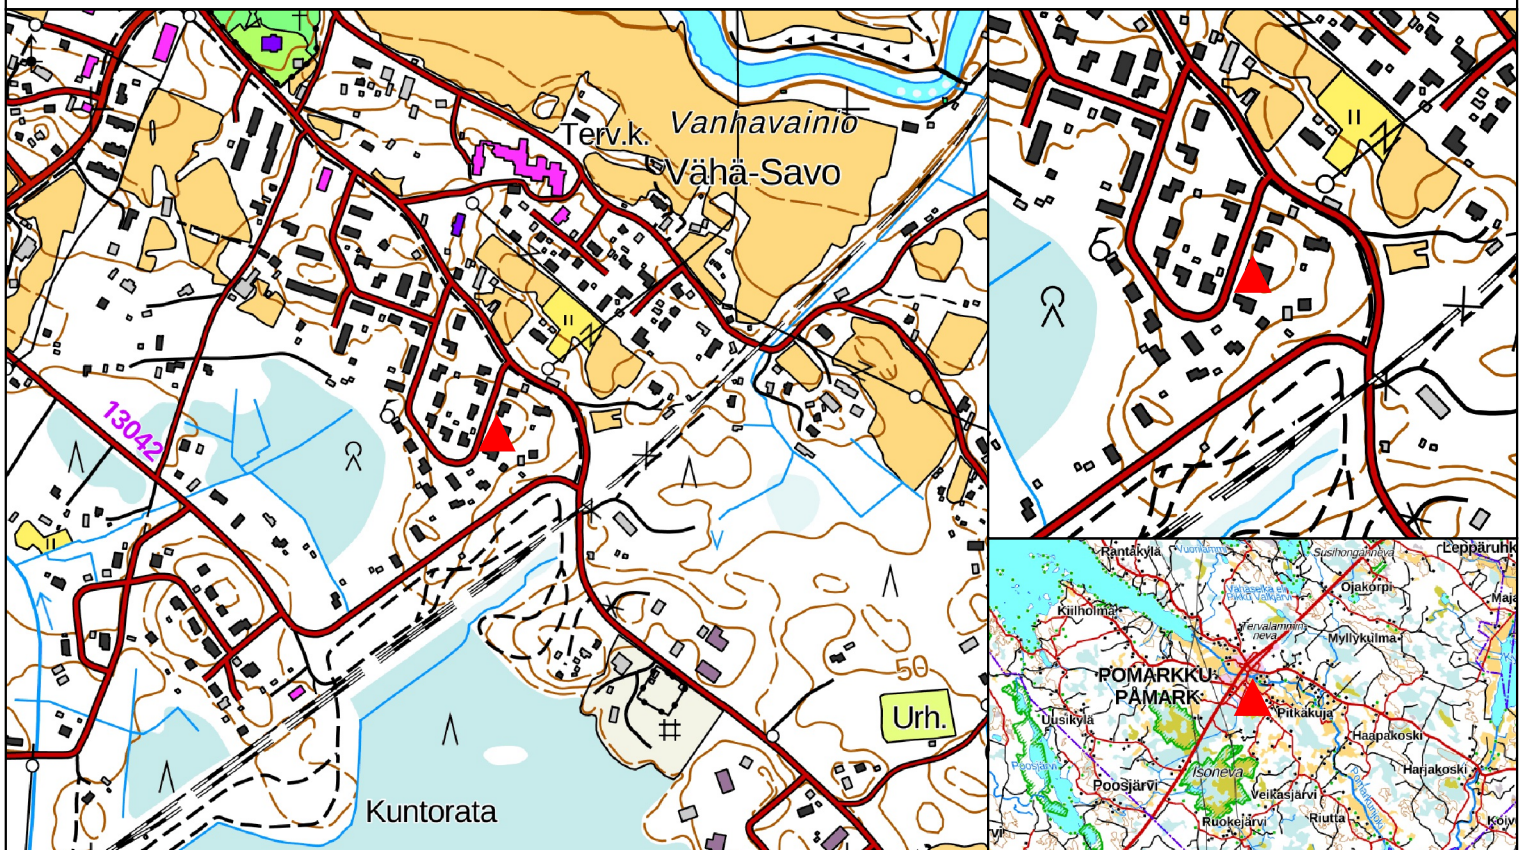 Terv.k.
Vanhavainio
Vähä-Savo
13042
50
Urh.
Kuntorata
Rantakylä
Susihonganneva
Leppäruhk
Ojakorpi
Kiilholma
Tervalammin
neva
Myllykulma
POMARKKU
PÅMARK
Uusikylä
Pitkäkuja
Haapakoski
Isoneva
Poosjärvi
Harjakoski
Veikasjärvi
Ruokejärvi
Riutta